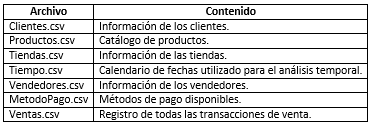 Archivo Contenido
Clientes.csv Información de los clientes.
Productos.csv Catálogo de productos.
Tiendas.csv Información de las tiendas.
Tiempo.csv Calendario de fechas utilizado para el análisis temporal.
Vendedores.csv Información de los vendedores.
MetodoPago.csv Métodos de pago disponibles.
Ventas.csv Registro de todas las transacciones de venta.